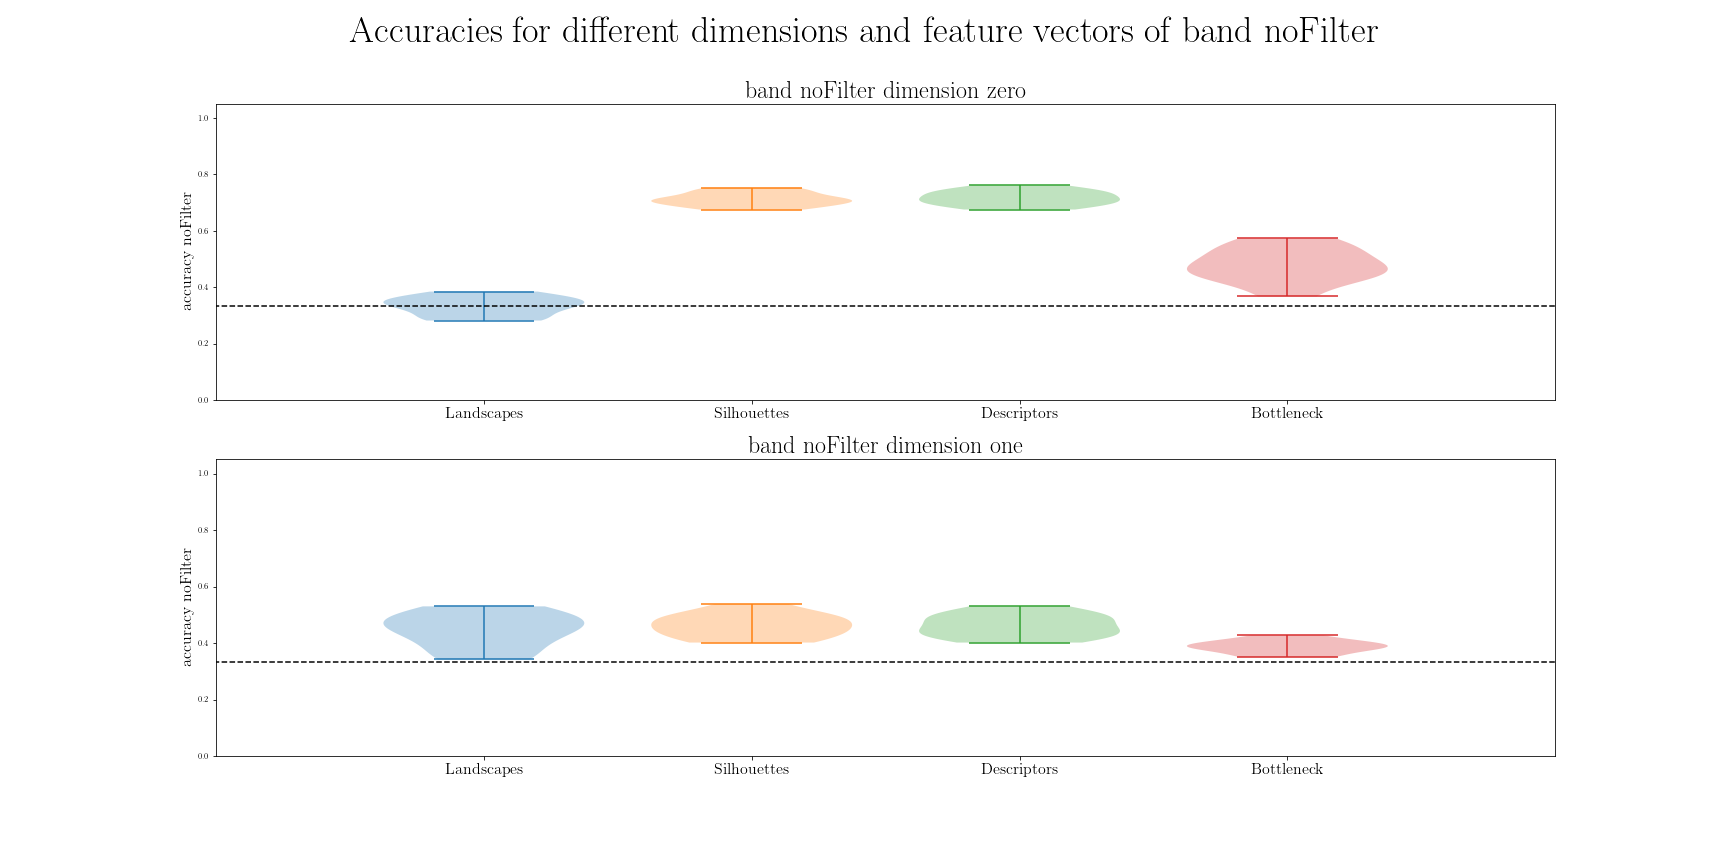 Accuracies for different dimensions and feature vectors of band noFilter
band noFilter dimension zero
accuracy noFilter
1.0
0.8
0.6
0.4
0.2
0.0
Landscapes Silhouettes Descriptors Bottleneck
band noFilter dimension one
accuracy noFilter
1.0
0.8
0.6
0.4
0.2
0.0
Landscapes Silhouettes Descriptors Bottleneck